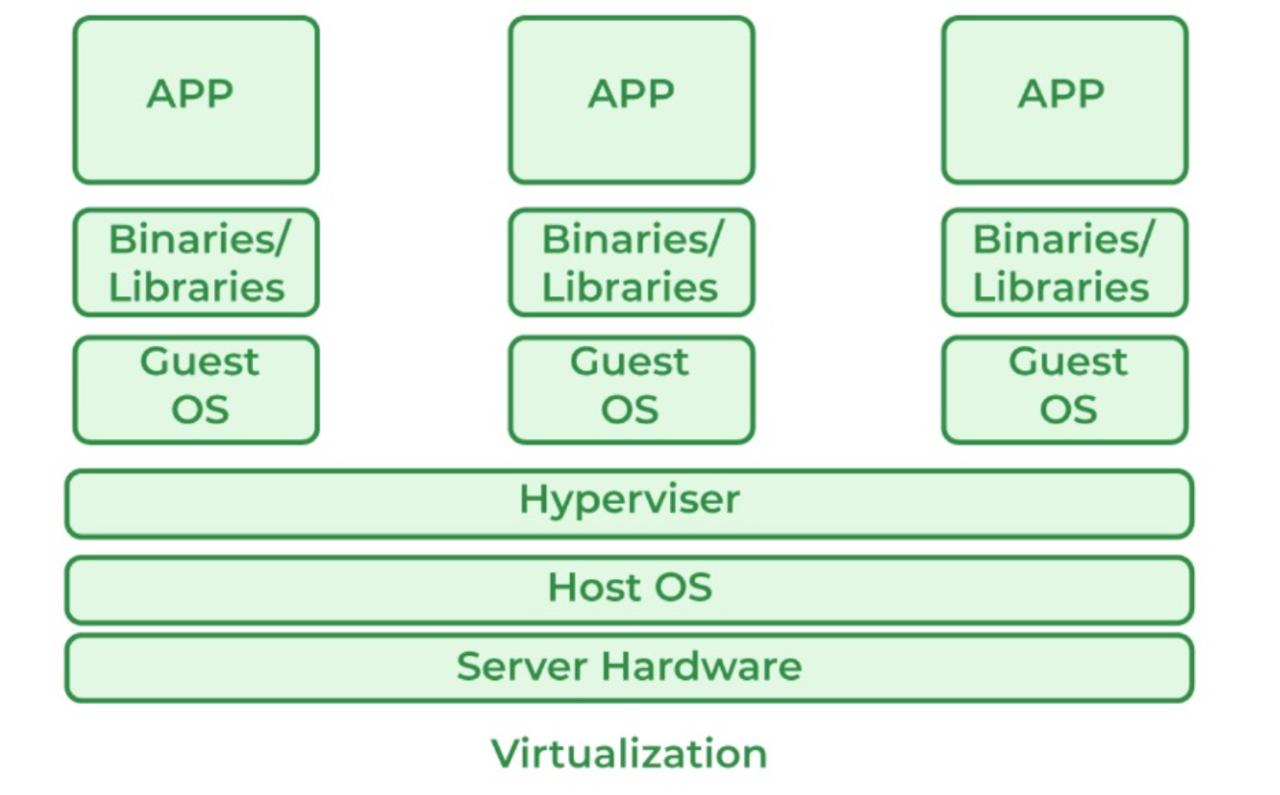 APP
APP
APP
Binaries/
Libraries
Binaries/
Libraries
Binaries/
Libraries
Guest
OS
Guest
OS
Guest
OS
Hyperviser
Host OS
Server Hardware
Virtualization